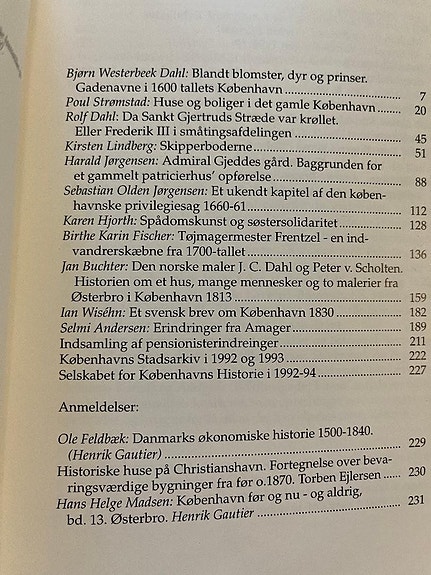 Bjørn Westerbeek Dahl: Blandt blomster, dyr og prinser.
Gadenavne i 1600 tallets København 7
Poul Strømstad: Huse og boliger i det gamle København 20
Rolf Dahl: Da Sankt Gjertruds Stræde var krøllet.
Eller Frederik III i småtingsafdelingen 45
Kirsten Lindberg: Skipperboderne 51
Harald Jørgensen: Admiral Gjeddes gård. Baggrunden for
et gammelt patricierhus' opførelse 88
Sebastian Olden Jørgensen: Et ukendt kapitel af den køben-
havnske privilegiesag 1660-61 112
Karen Hjorth: Spådomskunst og søstersolidaritet 128
Birthe Karin Fischer: Tøjmagermester Frentzel - en ind-
vandrerskæbne fra 1700-tallet 136
Jan Buchter: Den norske maler J. C. Dahl og Peter v. Scholten.
Historien om et hus, mange mennesker og to malerier fra
Østerbro i København 1813 159
Ian Wiséhn: Et svensk brev om København 1830 182
Selmi Andersen: Erindringer fra Amager 189
Indsamling af pensionisterindreinger 211
Københavns Stadsarkiv i 1992 og 1993 222
Selskabet for Københavns Historie i 1992-94 227
Anmeldelser:
Ole Feldbæk: Danmarks økonomiske historie 1500-1840.
(Henrik Gautier) 229
Historiske huse på Christianshavn. Fortegnelse over beva-
ringsværdige bygninger fra før o.1870. Torben Ejlersen 230
Hans Helge Madsen: København før og nu - og aldrig,
bd. 13. Østerbro. Henrik Gautier 231